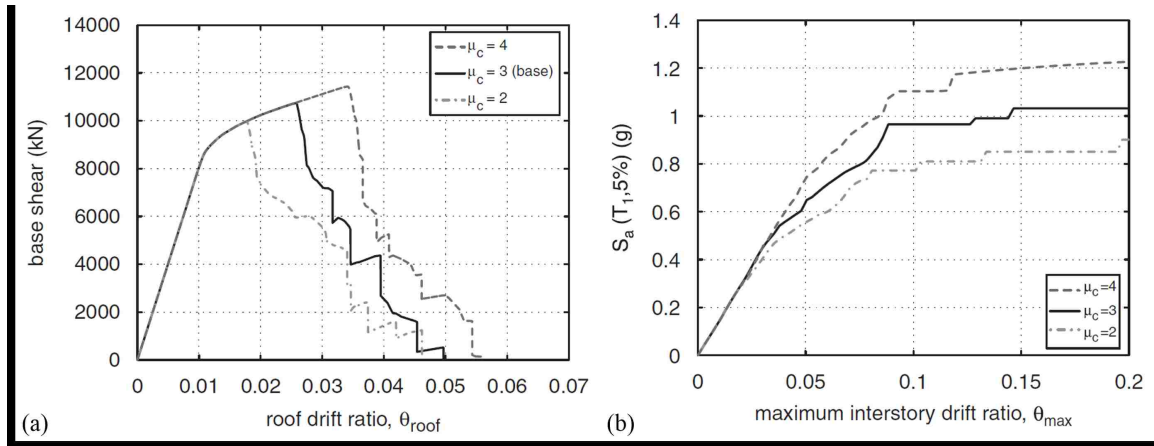 14000
12000
10000
8000
6000
4000
2000
0
base shear (kN)
μc = 4
μc = 3 (base)
μc = 2
0 0.01 0.02 0.03 0.04 0.05 0.06 0.07
roof drift ratio, θroof
(a)
1.4
1.2
1
0.8
0.6
0.4
0.2
0
Sa (T1,5%) (g)
μc=4
μc=3
μc=2
0 0.05 0.1 0.15 0.2
maximum interstory drift ratio, θmax
(b)